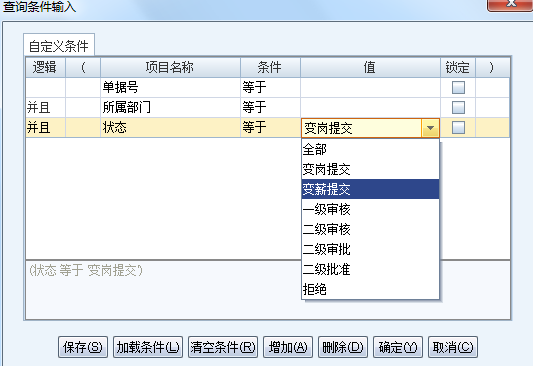 查询条件输入
自定义条件
逻辑 ( 项目名称 条件 值 锁定 )
单据号 等于
并且 所属部门 等于
并且 状态 等于 变岗提交
全部
变岗提交
变薪提交
一级审核
二级审核
二级审批
二级批准
拒绝
(状态 等于 '变岗提交')
保存(S) 加载条件(L) 清空条件(R) 增加(A) 删除(D) 确定(Y) 取消(C)